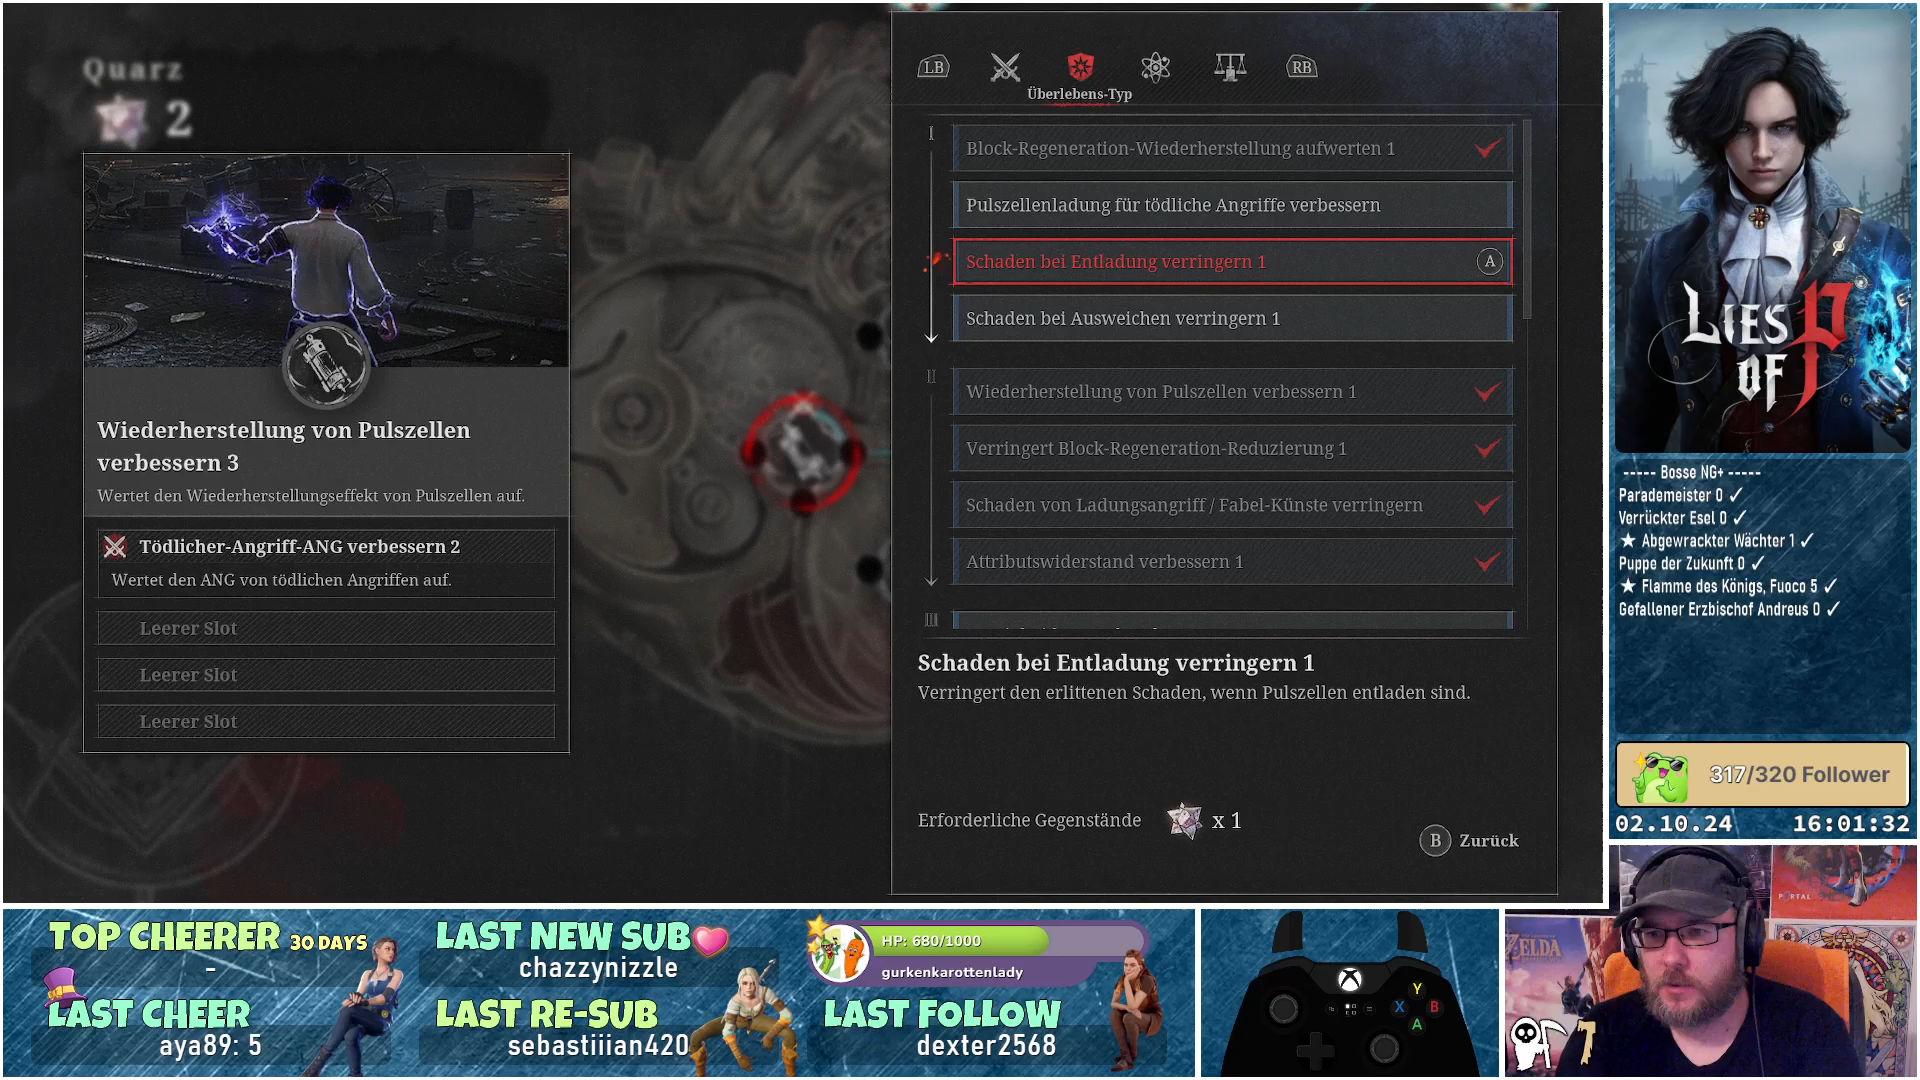 Quarz
2
Wiederherstellung von Pulszellen
verbessern 3
Wertet den Wiederherstellungseffekt von Pulszellen auf.
Tödlicher-Angriff-ANG verbessern 2
Wertet den ANG von tödlichen Angriffen auf.
Leerer Slot
Leerer Slot
Leerer Slot
LB
RB
Überlebens-Typ
I
Block-Regeneration-Wiederherstellung aufwerten 1
Pulszellenladung für tödliche Angriffe verbessern
Schaden bei Entladung verringern 1
A
Schaden bei Ausweichen verringern 1
II
Wiederherstellung von Pulszellen verbessern 1
Verringert Block-Regeneration-Reduzierung 1
Schaden von Ladungsangriff / Fabel-Künste verringern
Attributswiderstand verbessern 1
III
Schaden bei Entladung verringern 1
Verringert den erlittenen Schaden, wenn Pulszellen entladen sind.
Erforderliche Gegenstände x 1
B Zurück
LIES
OF P
----- Bosse NG+ -----
Parademeister 0 ✓
Verrückter Esel 0 ✓
★ Abgewrackter Wächter 1 ✓
Puppe der Zukunft 0 ✓
★ Flamme des Königs, Fuoco 5 ✓
Gefallener Erzbischof Andreus 0 ✓
317/320 Follower
02.10.24 16:01:32
TOP CHEERER 30 DAYS
-
LAST CHEER
aya89: 5
LAST NEW SUB
chazzynizzle
LAST RE-SUB
sebastiiian420
HP: 680/1000
gurkenkarottenlady
LAST FOLLOW
dexter2568
Y
X
B
A
PORTAL
ZELDA
7